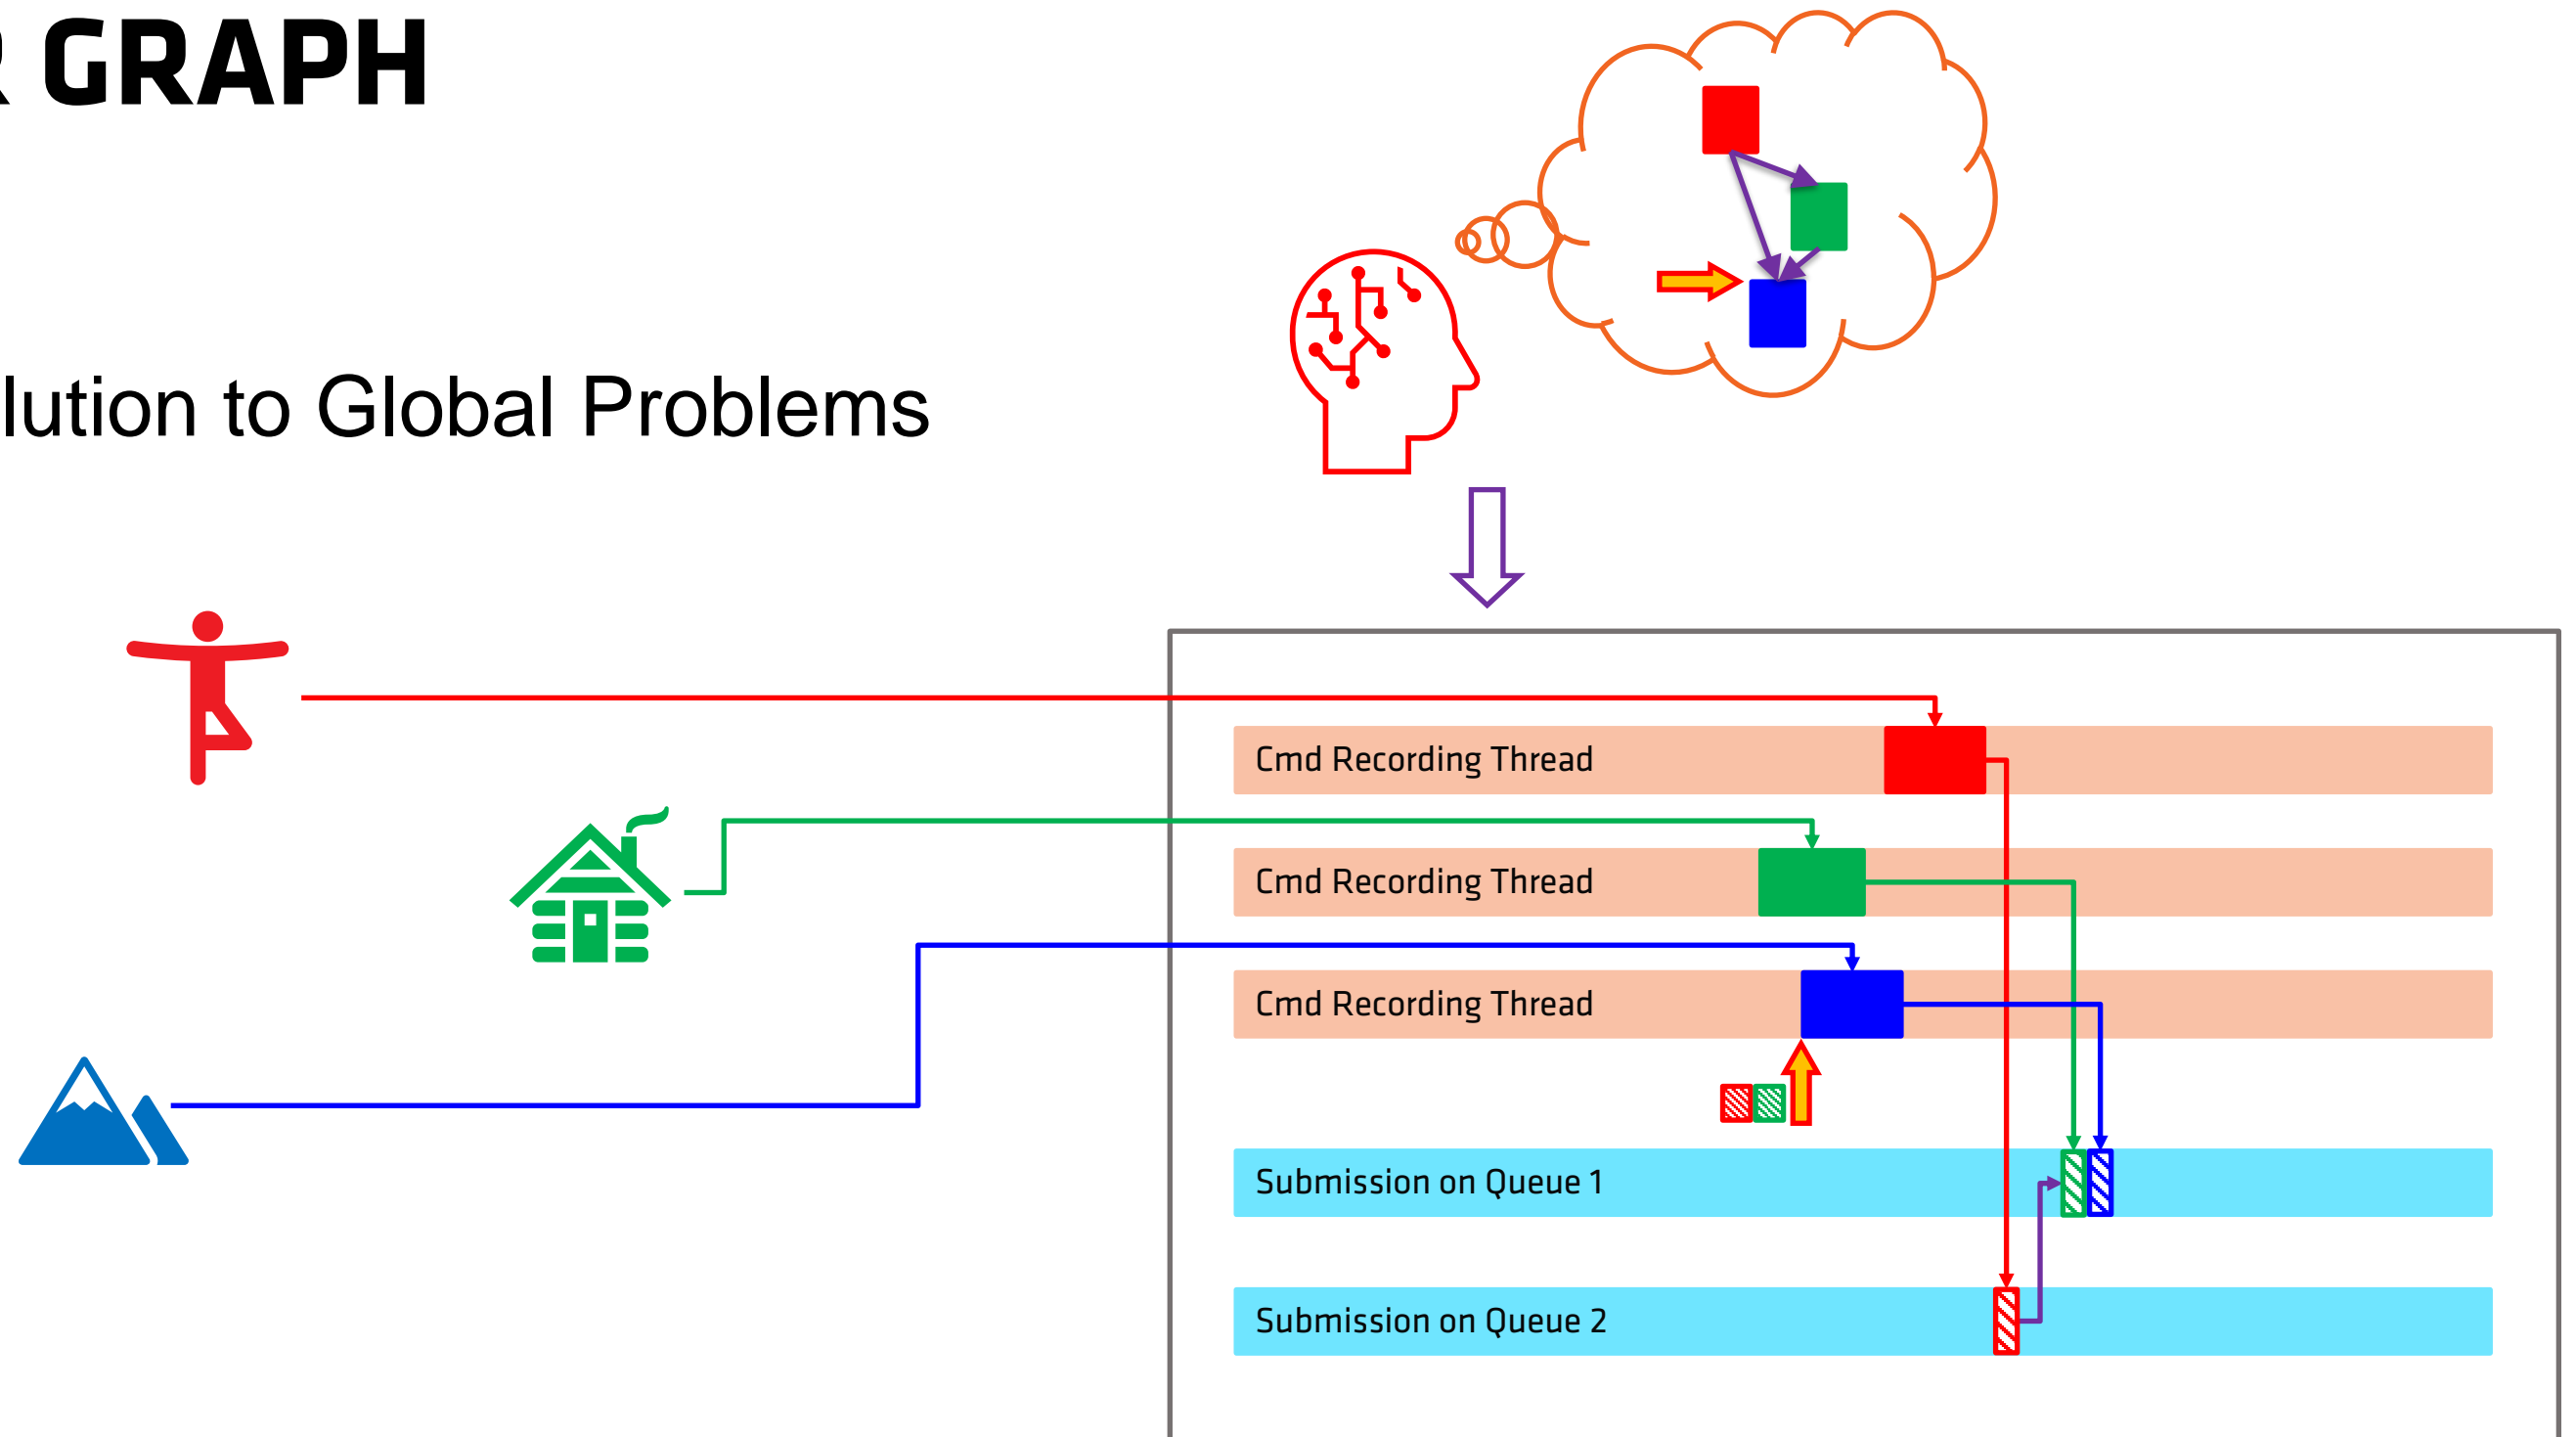 GRAPH
lution to Global Problems
Cmd Recording Thread
Cmd Recording Thread
Cmd Recording Thread
Submission on Queue 1
Submission on Queue 2